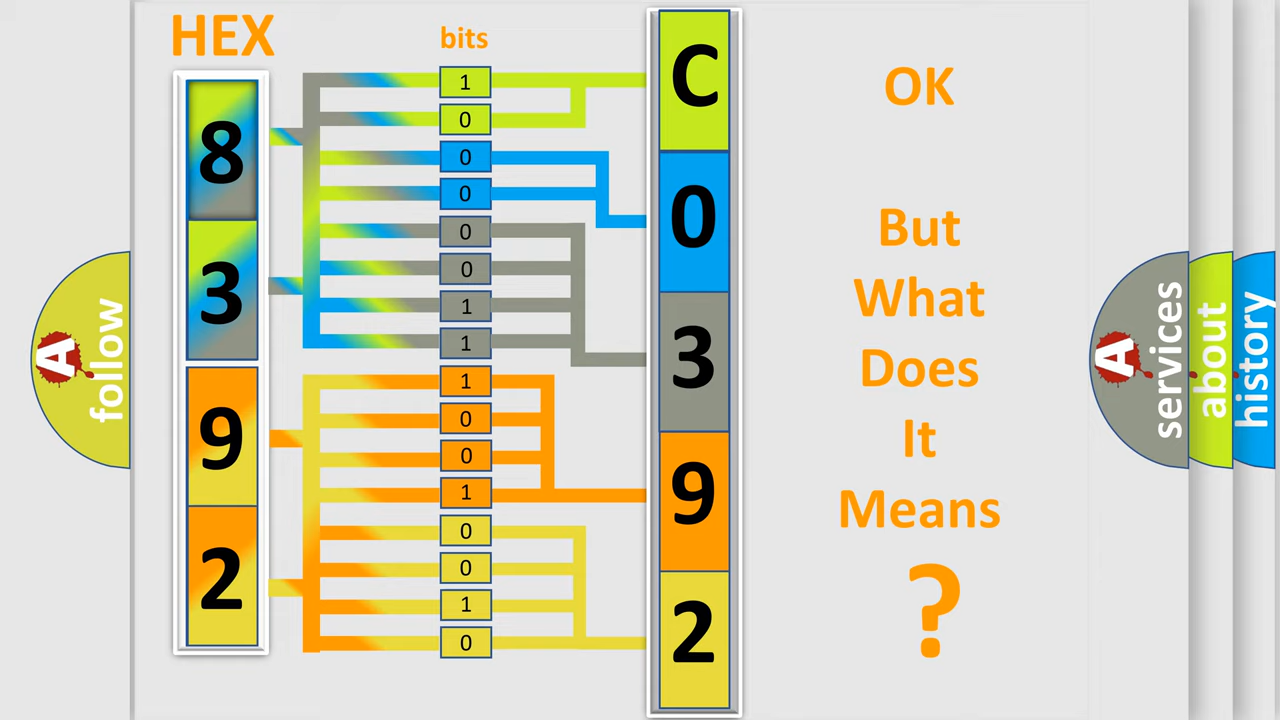 HEX
bits
8
3
9
2
1
0
0
0
0
0
1
1
1
0
0
1
0
0
1
0
C
0
3
9
2
OK
But
What
Does
It
Means
?
A
follow
A
services
about
history